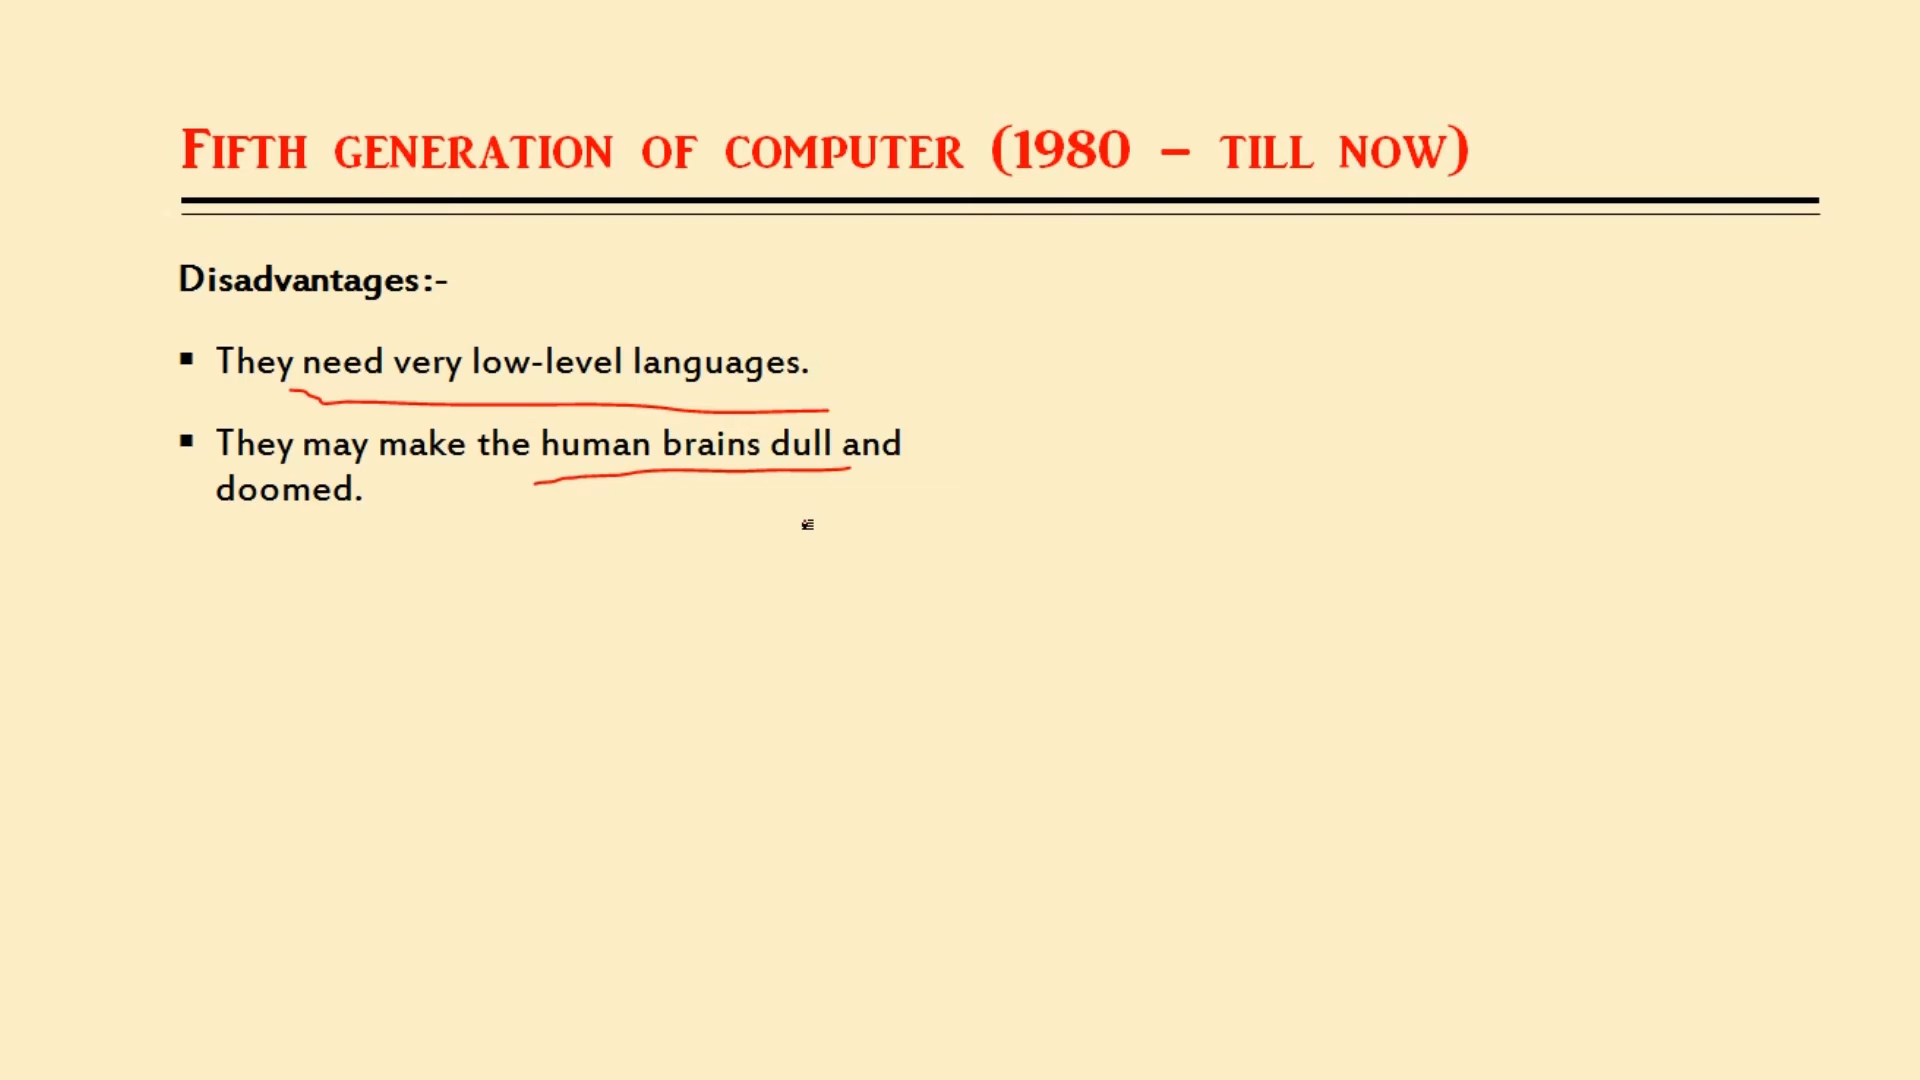 Fifth generation of computer (1980 – till now)
Disadvantages:-
▪ They need very low-level languages.
▪ They may make the human brains dull and
doomed.